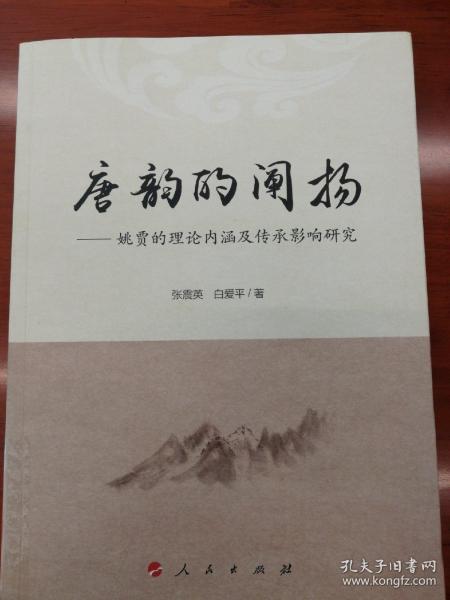 唐韵的阐扬
——姚贾的理论内涵及传承影响研究
张震英 白爱平/著
人民出版社
孔夫子旧书网
www.kongfz.com